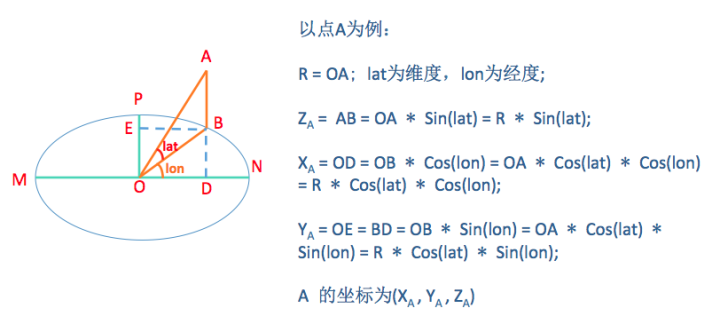 以点A为例：
R = OA；lat为维度，lon为经度;
A
Z_A = AB = OA * Sin(lat) = R * Sin(lat);
P
E
B
lat
X_A = OD = OB * Cos(lon) = OA * Cos(lat) * Cos(lon)
lon
M
N
= R * Cos(lat) * Cos(lon);
O
D
Y_A = OE = BD = OB * Sin(lon) = OA * Cos(lat) *
Sin(lon) = R * Cos(lat) * Sin(lon);
A 的坐标为(X_A , Y_A , Z_A)